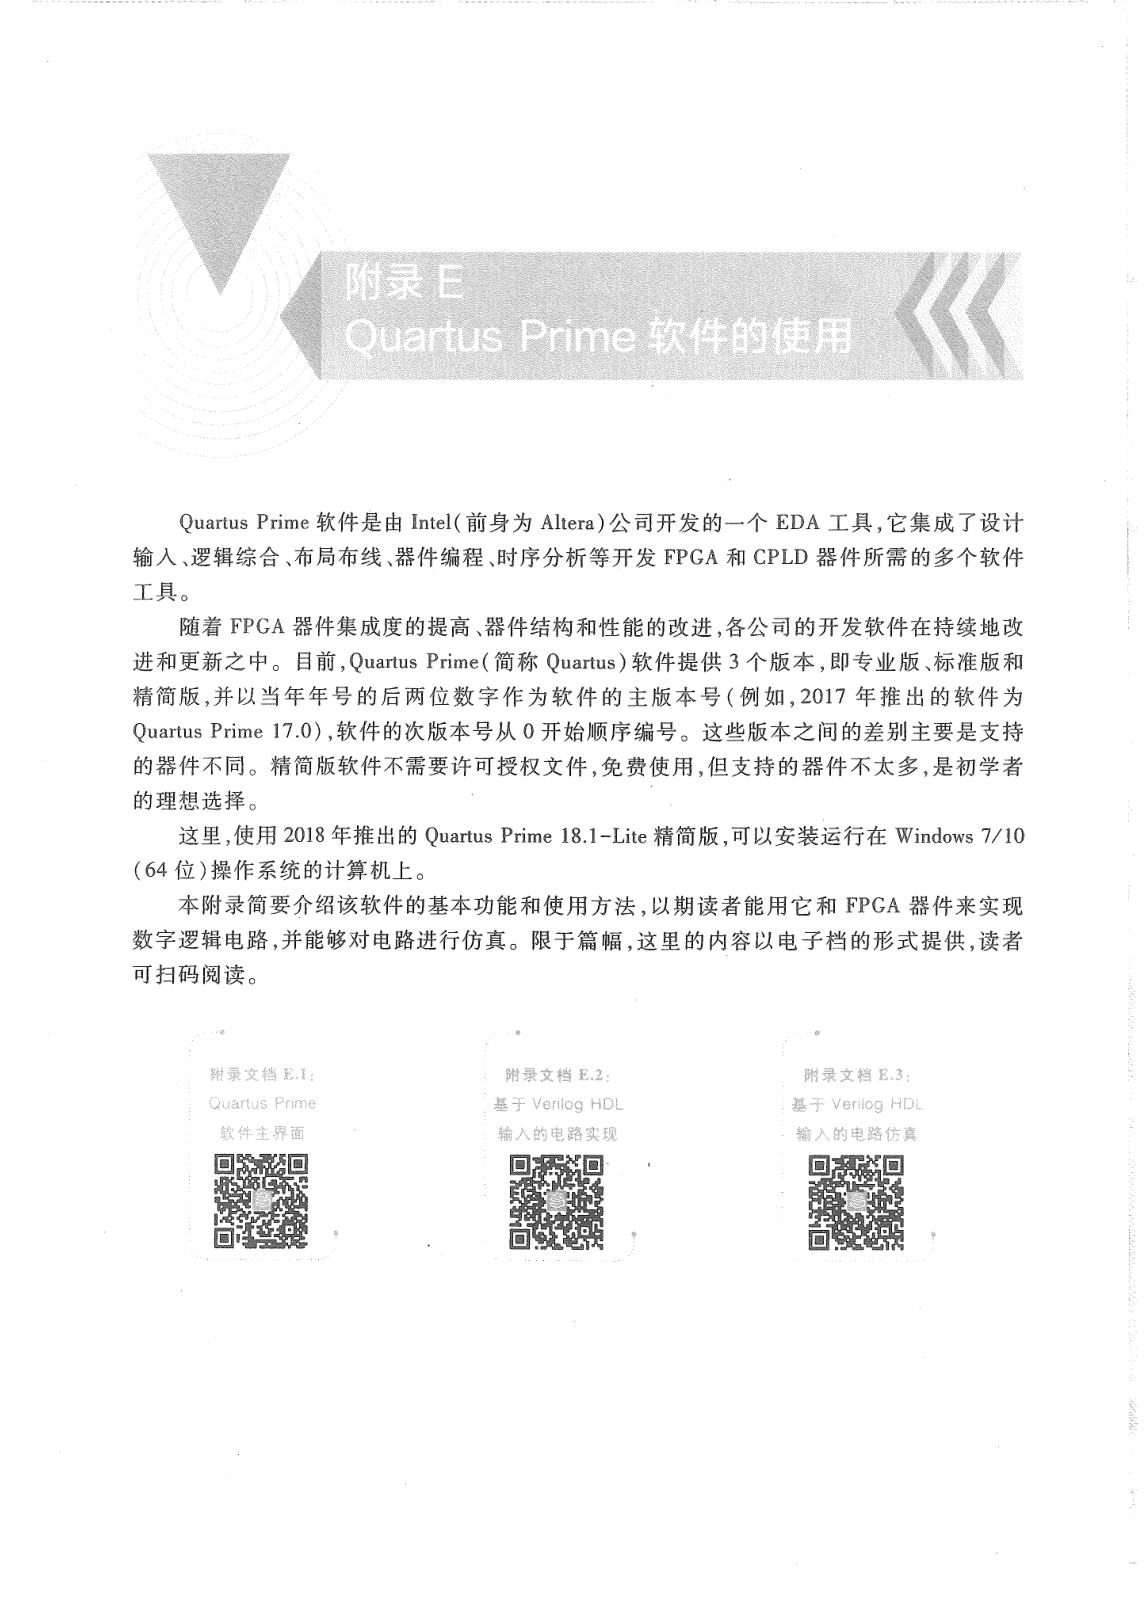 附录 E
Quartus Prime 软件的使用
Quartus Prime 软件是由 Intel(前身为 Altera)公司开发的一个 EDA 工具,它集成了设计
输入、逻辑综合、布局布线、器件编程、时序分析等开发 FPGA 和 CPLD 器件所需的多个软件
工具。
随着 FPGA 器件集成度的提高、器件结构和性能的改进,各公司的开发软件在持续地改
进和更新之中。目前,Quartus Prime(简称 Quartus)软件提供 3 个版本,即专业版、标准版和
精简版,并以当年年号的后两位数字作为软件的主版本号(例如,2017 年推出的软件为
Quartus Prime 17.0),软件的次版本号从 0 开始顺序编号。这些版本之间的差别主要是支持
的器件不同。精简版软件不需要许可授权文件,免费使用,但支持的器件不太多,是初学者
的理想选择。
这里,使用 2018 年推出的 Quartus Prime 18.1-Lite 精简版,可以安装运行在 Windows 7/10
(64 位)操作系统的计算机上。
本附录简要介绍该软件的基本功能和使用方法,以期读者能用它和 FPGA 器件来实现
数字逻辑电路,并能够对电路进行仿真。限于篇幅,这里的内容以电子档的形式提供,读者
可扫码阅读。
附录文档 E.1:
Quartus Prime
软件主界面
附录文档 E.2:
基于 Verilog HDL
输入的电路实现
附录文档 E.3:
基于 Verilog HDL
输入的电路仿真